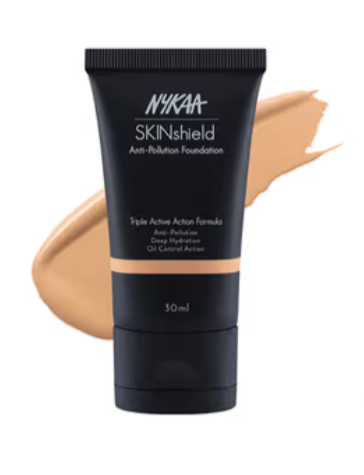 NYKAA
SKINshield
Anti-Pollution Foundation
Triple Active Action Formula
Anti-Pollution
Deep Hydration
Oil Control Action
30ml